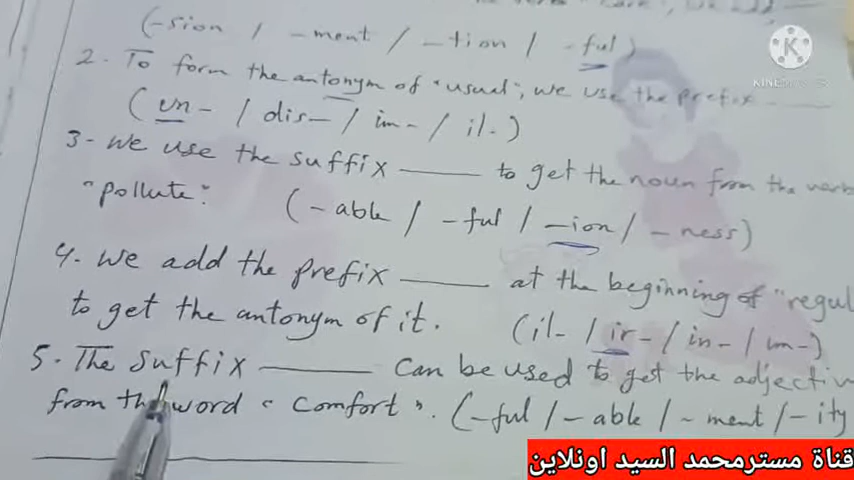 (-sion / -ment / -tion / -ful)
2. To form the antonym of "usual", we use the prefix ____
(un- / dis- / im- / il-)
3- We use the suffix ____ to get the noun from the verb
"pollute". (-able / -ful / -ion / -ness)
4. We add the prefix ____ at the beginning of "regul
to get the antonym of it. (il- / ir- / in- / im-)
5. The suffix ____ can be used to get the adjectiv
from the word "comfort". (-ful / -able / -ment / -ity
قناة مسترمحمد السيد اونلاين